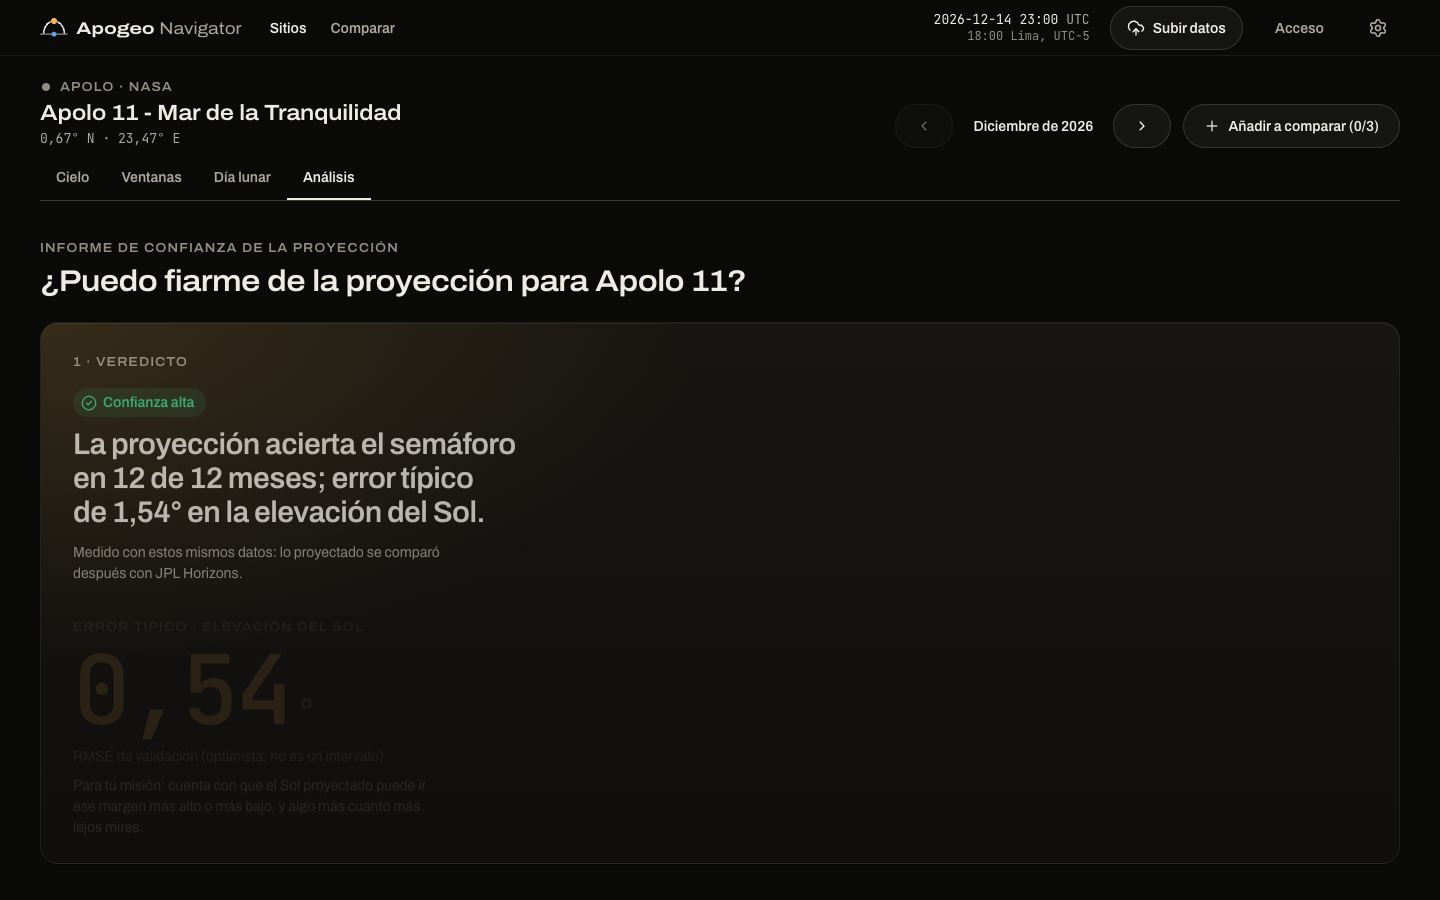 Apogeo Navigator
Sitios
Comparar
2026-12-14 23:00 UTC
18:00 Lima, UTC-5
Subir datos
Acceso
APOLO · NASA
Apolo 11 - Mar de la Tranquilidad
0,67° N · 23,47° E
Diciembre de 2026
Añadir a comparar (0/3)
Cielo
Ventanas
Día lunar
Análisis
INFORME DE CONFIANZA DE LA PROYECCIÓN
¿Puedo fiarme de la proyección para Apolo 11?
1 · VEREDICTO
Confianza alta
La proyección acierta el semáforo
en 12 de 12 meses; error típico
de 1,54° en la elevación del Sol.
Medido con estos mismos datos: lo proyectado se comparó
después con JPL Horizons.
ERROR TÍPICO · ELEVACIÓN DEL SOL
0,54°
RMSE de validación (optimista; no es un intervalo).
Para tu misión: cuenta con que el Sol proyectado puede ir
ese margen más alto o más bajo, y algo más cuanto más
lejos mires.